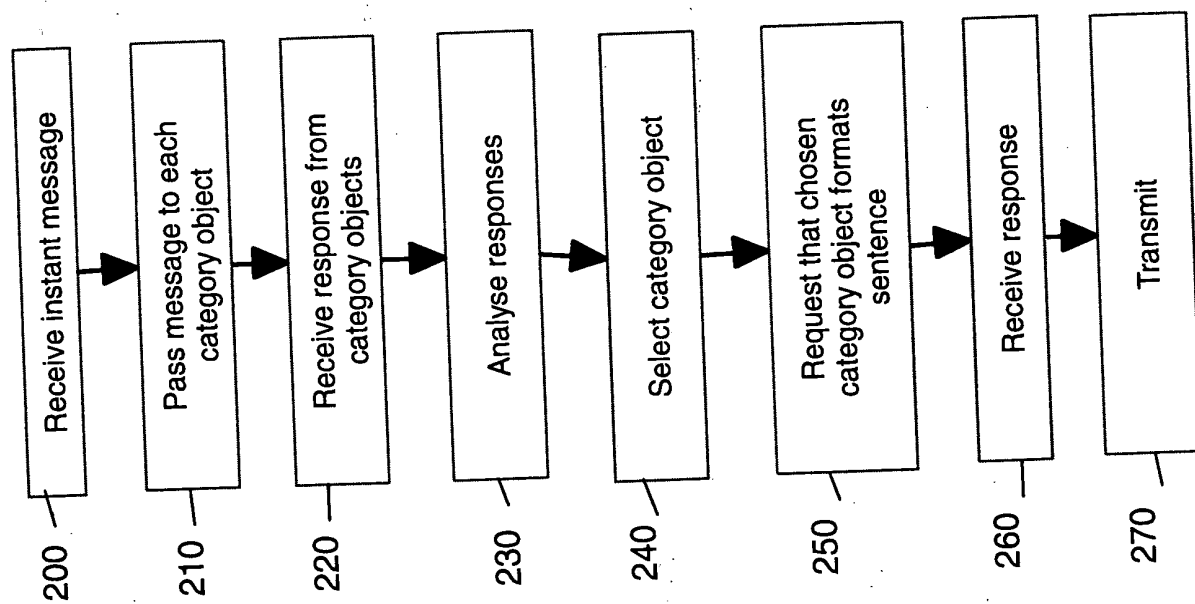 200
Receive instant message
210
Pass message to each
category object
220
Receive response from
category objects
230
Analyse responses
240
Select category object
250
Request that chosen
category object formats
sentence
260
Receive response
270
Transmit